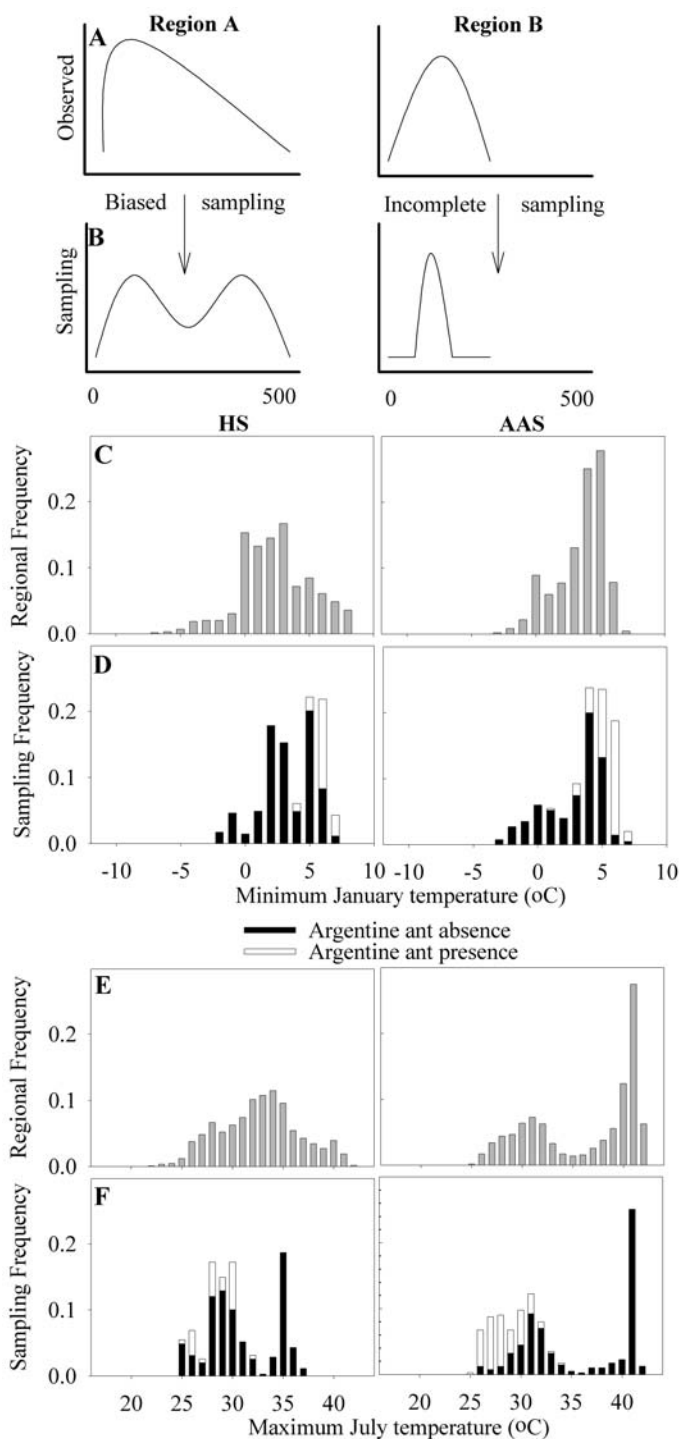 Region A Region B
A
Observed
Biased sampling Incomplete sampling
B
Sampling
0 500 0 500
HS AAS
C
Regional Frequency
0.2
0.1
0.0
D
Sampling Frequency
0.2
0.1
0.0
-10 -5 0 5 10 -10 -5 0 5 10
Minimum January temperature (oC)
Argentine ant absence
Argentine ant presence
E
Regional Frequency
0.2
0.1
0.0
F
Sampling Frequency
0.2
0.1
0.0
20 25 30 35 40 20 25 30 35 40
Maximum July temperature (oC)